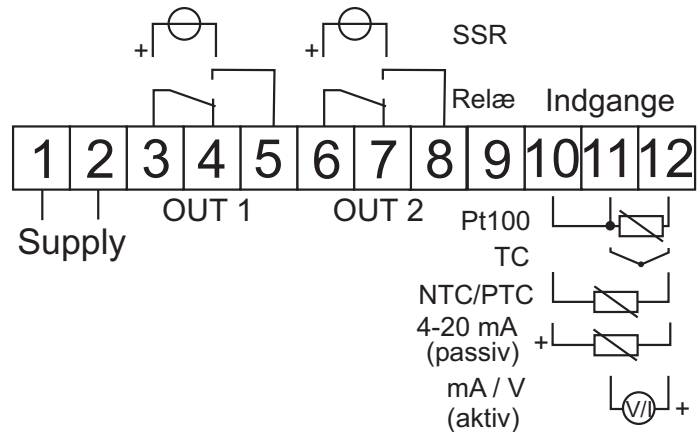 + + SSR
Relæ Indgange
1 2 3 4 5 6 7 8 9 10 11 12
OUT 1 OUT 2
Supply
Pt100
TC
NTC/PTC
4-20 mA
(passiv) +
mA / V
(aktiv) V/I +